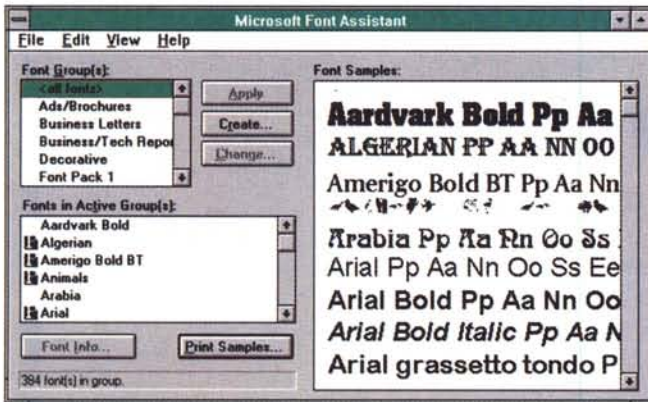 Microsoft Font Assistant
File Edit View Help
Font Group(s):
<all fonts>
Ads/Brochures
Business Letters
Business/Tech Repor
Decorative
Font Pack 1
Apply
Create...
Change...
Fonts in Active Group(s):
Aardvark Bold
Algerian
Amerigo Bold BT
Animals
Arabia
Arial
Font Info...
Print Samples...
394 font(s) in group.
Font Samples:
Aardvark Bold Pp Aa
ALGERIAN PP AA NN OO
Amerigo Bold BT Pp Aa Nn
Arabia Pp Aa Nn Oo Ss
Arial Pp Aa Nn Oo Ss Ee
Arial Bold Pp Aa Nn Oo
Arial Bold Italic Pp Aa N
Arial grassetto tondo P